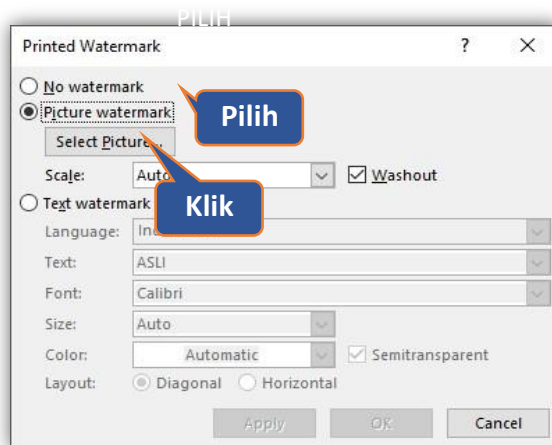 PILIH
Printed Watermark ? X
No watermark
Picture watermark
Pilih
Select Picture...
Scale: Auto Washout
Klik
Text watermark
Language:
Text: ASLI
Font: Calibri
Size: Auto
Color: Automatic Semitransparent
Layout: Diagonal Horizontal
Apply OK Cancel